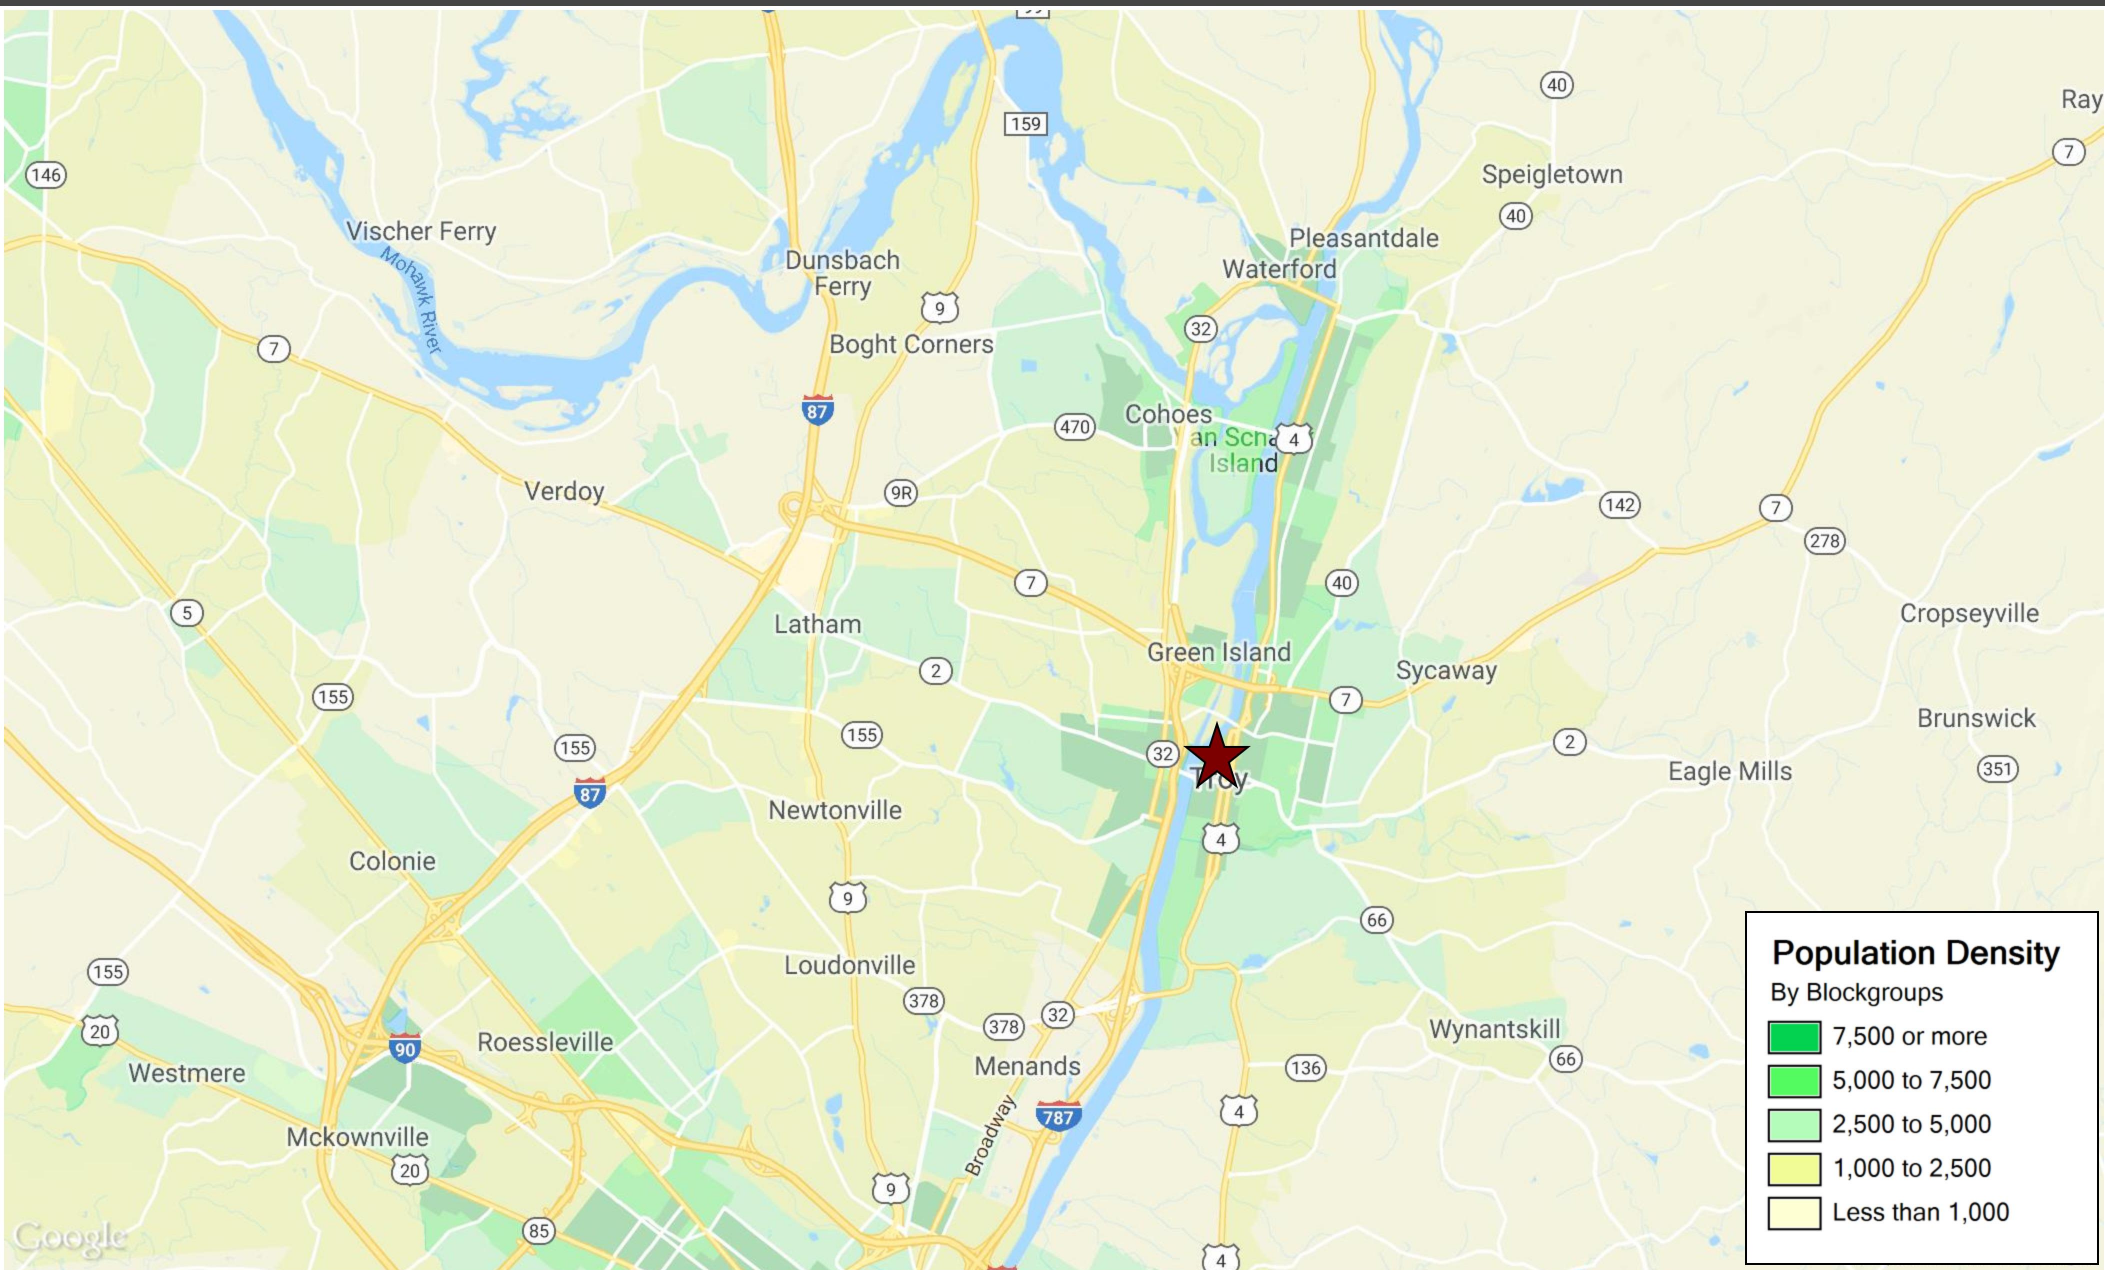 40
Ray
159
7
146
Speigletown
40
Vischer Ferry
Pleasantdale
Dunsbach
Ferry
Waterford
Mohawk River
9
32
7
Boght Corners
87
Cohoes
470
4
Island
Verdoy
9R
142
7
278
7
40
5
Cropseyville
Latham
Green Island
2
Sycaway
155
7
Brunswick
155
155
2
32
Eagle Mills
351
Troy
87
Newtonville
4
Colonie
9
66
Population Density
By Blockgroups
7,500 or more
5,000 to 7,500
2,500 to 5,000
1,000 to 2,500
Less than 1,000
Loudonville
155
378
32
378
20
Roessleville
90
Wynantskill
66
Westmere
Menands
136
787
4
Broadway
Mckownville
20
9
85
4
Google